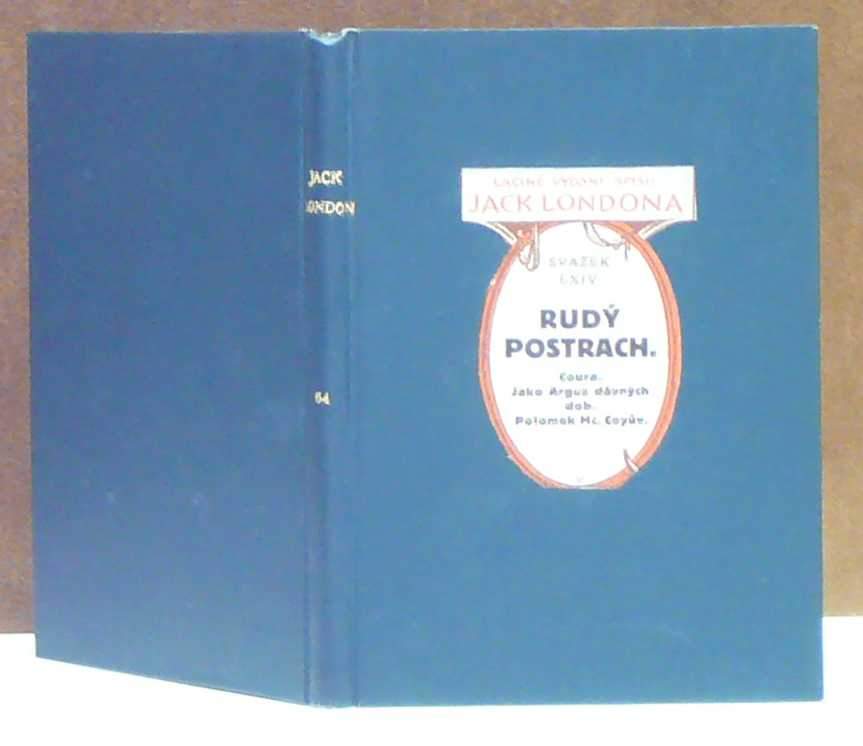 JACK
LONDON
64
LACINÉ VYDÁNÍ SPISŮ
JACK LONDONA
SVAZEK
LXIV
RUDÝ
POSTRACH.
Coura.
Jako Argus dávných
dob.
Potomek Mc. Coyův.